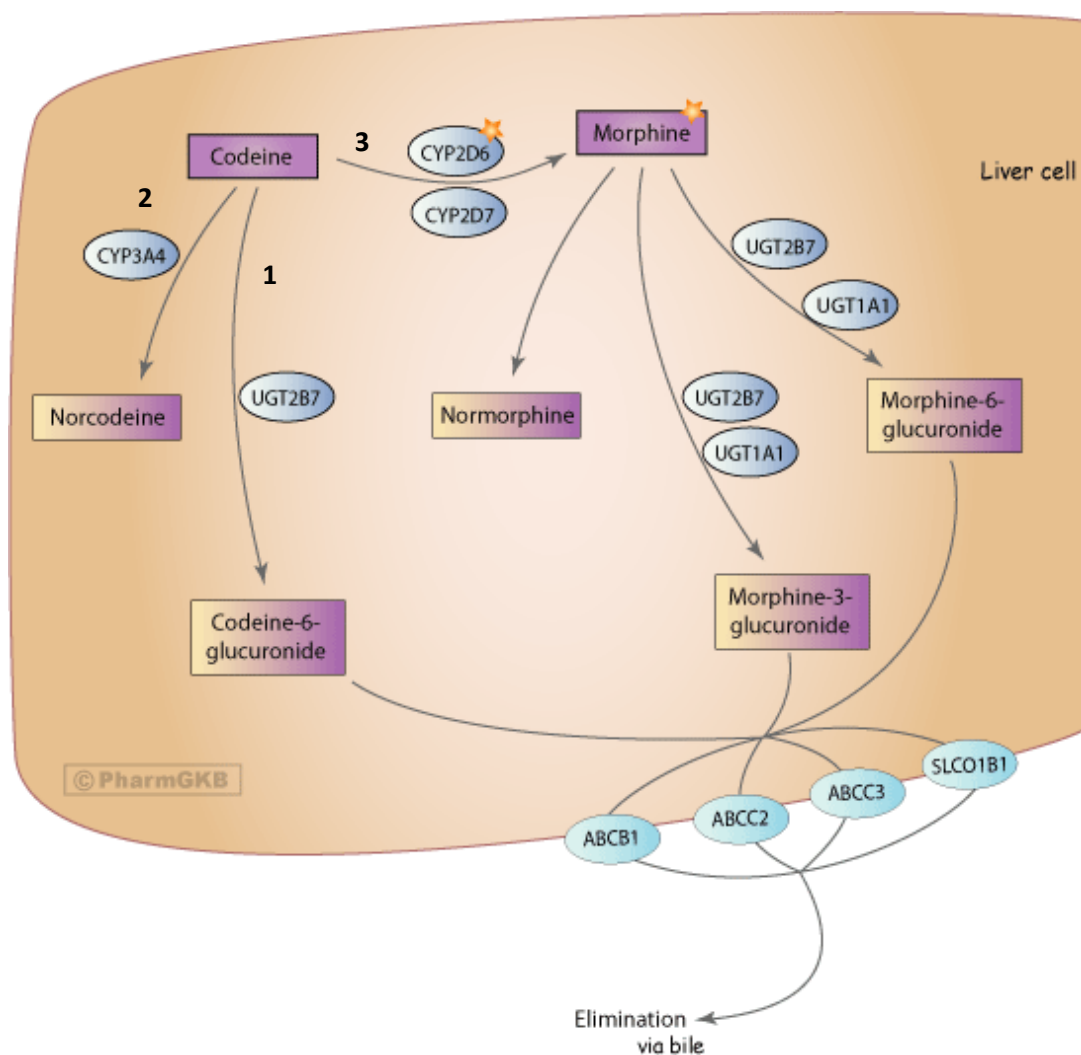 Codeine
3
CYP2D6
CYP2D7
Morphine
Liver cell
2
CYP3A4
1
UGT2B7
UGT1A1
Norcodeine
UGT2B7
Normorphine
UGT2B7
UGT1A1
Morphine-6-
glucuronide
Codeine-6-
glucuronide
Morphine-3-
glucuronide
© PharmGKB
ABCB1
ABCC2
ABCC3
SLCO1B1
Elimination
via bile